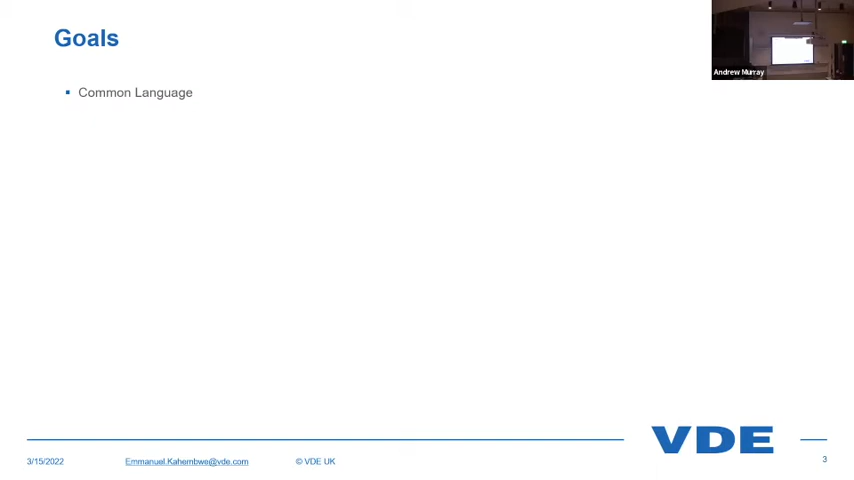 Goals
Andrew Murray
▪ Common Language
VDE
3/15/2022
Emmanuel.Kahembwe@vde.com
© VDE UK
3